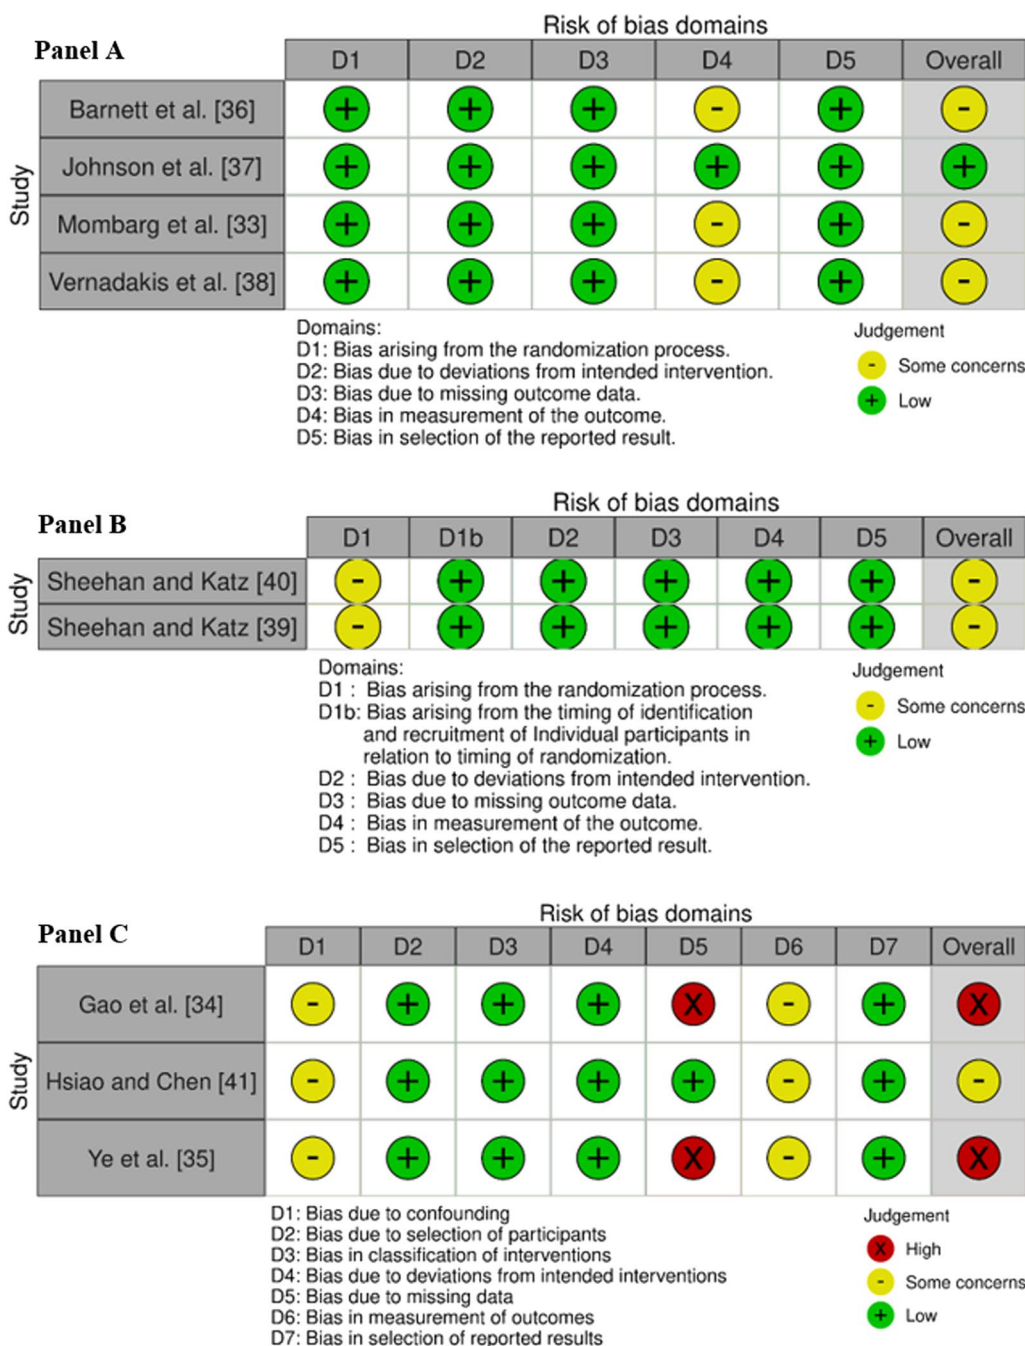 Panel A
Risk of bias domains
D1 D2 D3 D4 D5 Overall
Study
Barnett et al. [36] + + + - + -
Johnson et al. [37] + + + + + +
Mombarg et al. [33] + + + - + -
Vernadakis et al. [38] + + + - + -
Domains:
D1: Bias arising from the randomization process.
D2: Bias due to deviations from intended intervention.
D3: Bias due to missing outcome data.
D4: Bias in measurement of the outcome.
D5: Bias in selection of the reported result.
Judgement
- Some concerns
+ Low
Panel B
Risk of bias domains
D1 D1b D2 D3 D4 D5 Overall
Study
Sheehan and Katz [40] - + + + + + -
Sheehan and Katz [39] - + + + + + -
Domains:
D1 : Bias arising from the randomization process.
D1b: Bias arising from the timing of identification
and recruitment of Individual participants in
relation to timing of randomization.
D2 : Bias due to deviations from intended intervention.
D3 : Bias due to missing outcome data.
D4 : Bias in measurement of the outcome.
D5 : Bias in selection of the reported result.
Judgement
- Some concerns
+ Low
Panel C
Risk of bias domains
D1 D2 D3 D4 D5 D6 D7 Overall
Study
Gao et al. [34] - + + + X - + X
Hsiao and Chen [41] - + + + + - + -
Ye et al. [35] - + + + X - + X
D1: Bias due to confounding
D2: Bias due to selection of participants
D3: Bias in classification of interventions
D4: Bias due to deviations from intended interventions
D5: Bias due to missing data
D6: Bias in measurement of outcomes
D7: Bias in selection of reported results
Judgement
X High
- Some concerns
+ Low